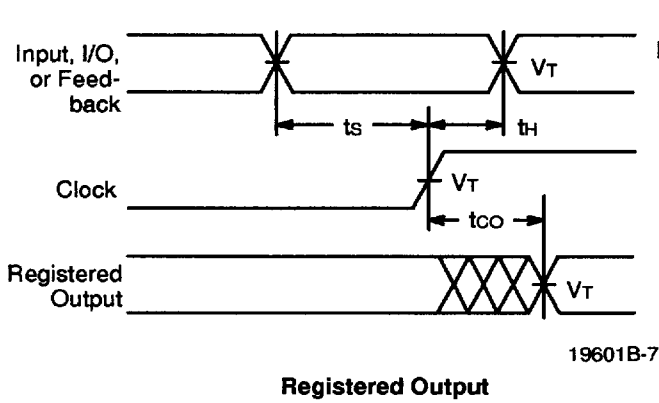 Input, I/O,
or Feed-
back
VT
tS
tH
Clock
VT
tCO
Registered
Output
VT
19601B-7
Registered Output